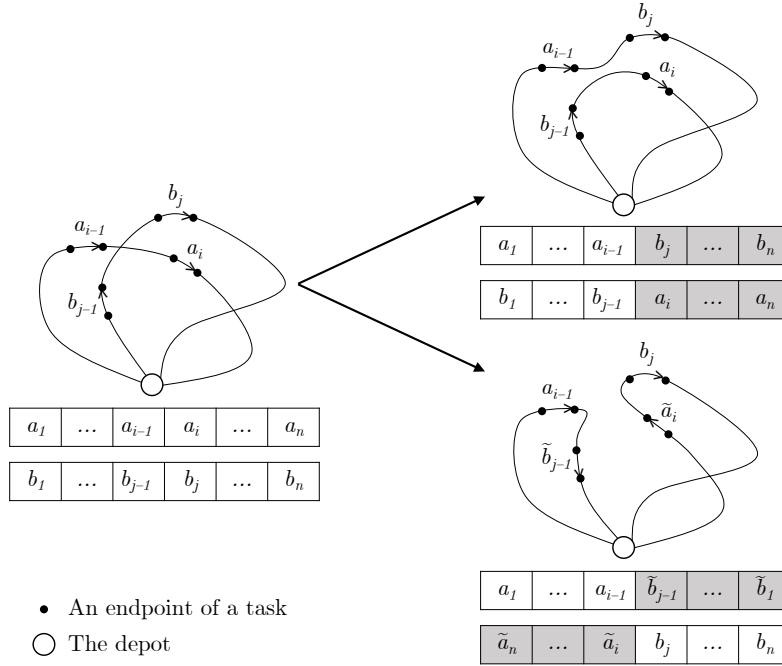 b_j
a_{i–1}
a_i
b_{j–1}
a_1 ... a_{i–1} a_i ... a_n
b_1 ... b_{j–1} b_j ... b_n
An endpoint of a task
The depot
b_j
a_{i–1}
a_i
b_{j–1}
a_1 ... a_{i–1} b_j ... b_n
b_1 ... b_{j–1} a_i ... a_n
b_j
a_{i–1}
ã_i
b̃_{j–1}
a_1 ... a_{i–1} b̃_{j–1} ... b̃_1
ã_n ... ã_i b_j ... b_n